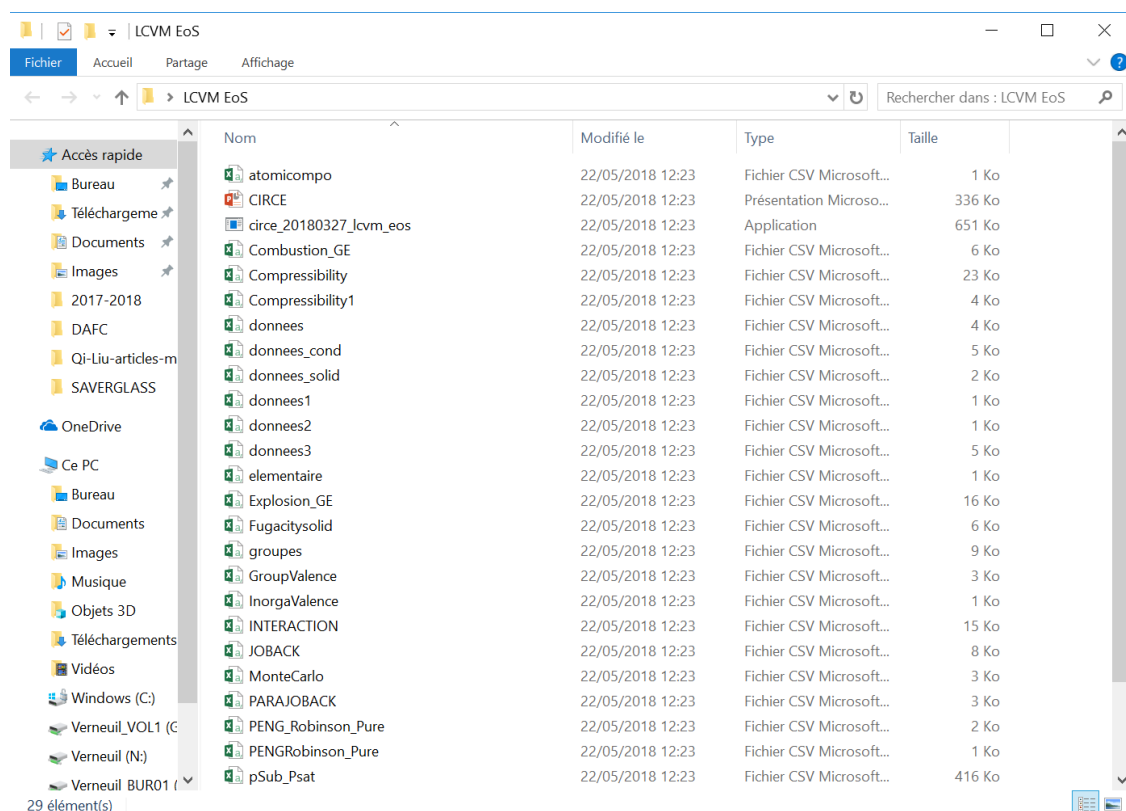 LCVM EoS
Fichier Accueil Partage Affichage
LCVM EoS Rechercher dans : LCVM EoS
Accès rapide
Bureau
Téléchargeme
Documents
Images
2017-2018
DAFC
Qi-Liu-articles-m
SAVERGLASS
OneDrive
Ce PC
Bureau
Documents
Images
Musique
Objets 3D
Téléchargements
Vidéos
Windows (C:)
Verneuil_VOL1 (G
Verneuil (N:)
Verneuil BUR01 (
Nom Modifié le Type Taille
atomicompo 22/05/2018 12:23 Fichier CSV Microsoft... 1 Ko
CIRCE 22/05/2018 12:23 Présentation Microso... 336 Ko
circe_20180327_lcvm_eos 22/05/2018 12:23 Application 651 Ko
Combustion_GE 22/05/2018 12:23 Fichier CSV Microsoft... 6 Ko
Compressibility 22/05/2018 12:23 Fichier CSV Microsoft... 23 Ko
Compressibility1 22/05/2018 12:23 Fichier CSV Microsoft... 4 Ko
donnees 22/05/2018 12:23 Fichier CSV Microsoft... 4 Ko
donnees_cond 22/05/2018 12:23 Fichier CSV Microsoft... 5 Ko
donnees_solid 22/05/2018 12:23 Fichier CSV Microsoft... 2 Ko
donnees1 22/05/2018 12:23 Fichier CSV Microsoft... 1 Ko
donnees2 22/05/2018 12:23 Fichier CSV Microsoft... 1 Ko
donnees3 22/05/2018 12:23 Fichier CSV Microsoft... 5 Ko
elementaire 22/05/2018 12:23 Fichier CSV Microsoft... 1 Ko
Explosion_GE 22/05/2018 12:23 Fichier CSV Microsoft... 16 Ko
Fugacitysolid 22/05/2018 12:23 Fichier CSV Microsoft... 6 Ko
groupes 22/05/2018 12:23 Fichier CSV Microsoft... 9 Ko
GroupValence 22/05/2018 12:23 Fichier CSV Microsoft... 3 Ko
InorgaValence 22/05/2018 12:23 Fichier CSV Microsoft... 1 Ko
INTERACTION 22/05/2018 12:23 Fichier CSV Microsoft... 15 Ko
JOBACK 22/05/2018 12:23 Fichier CSV Microsoft... 8 Ko
MonteCarlo 22/05/2018 12:23 Fichier CSV Microsoft... 3 Ko
PARAJOBACK 22/05/2018 12:23 Fichier CSV Microsoft... 3 Ko
PENG_Robinson_Pure 22/05/2018 12:23 Fichier CSV Microsoft... 2 Ko
PENGRobinson_Pure 22/05/2018 12:23 Fichier CSV Microsoft... 1 Ko
pSub_Psat 22/05/2018 12:23 Fichier CSV Microsoft... 416 Ko
29 élément(s)